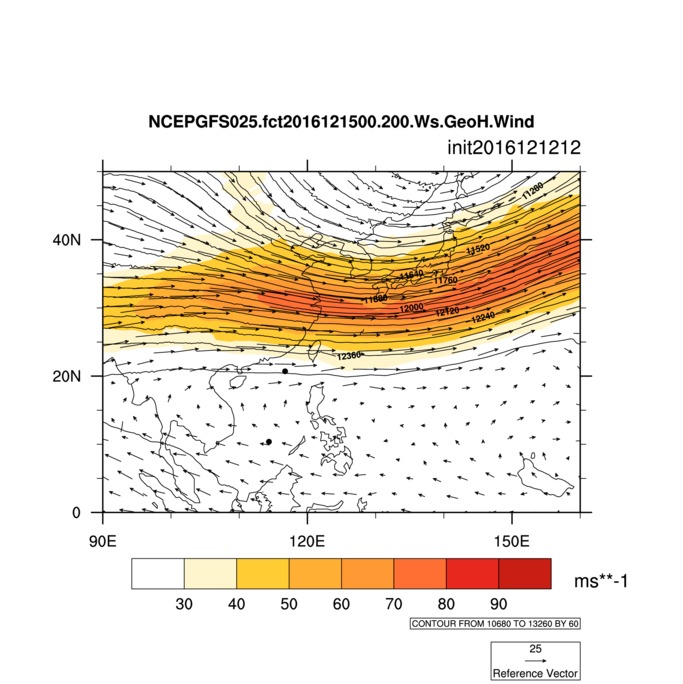 NCEPGFS025.fct2016121500.200.Ws.GeoH.Wind
init2016121212
11280
40N
11520
11640
11760
11880
12000
12120
12240
12360
20N
0
90E 120E 150E
ms**-1
30 40 50 60 70 80 90
CONTOUR FROM 10680 TO 13260 BY 60
25
Reference Vector